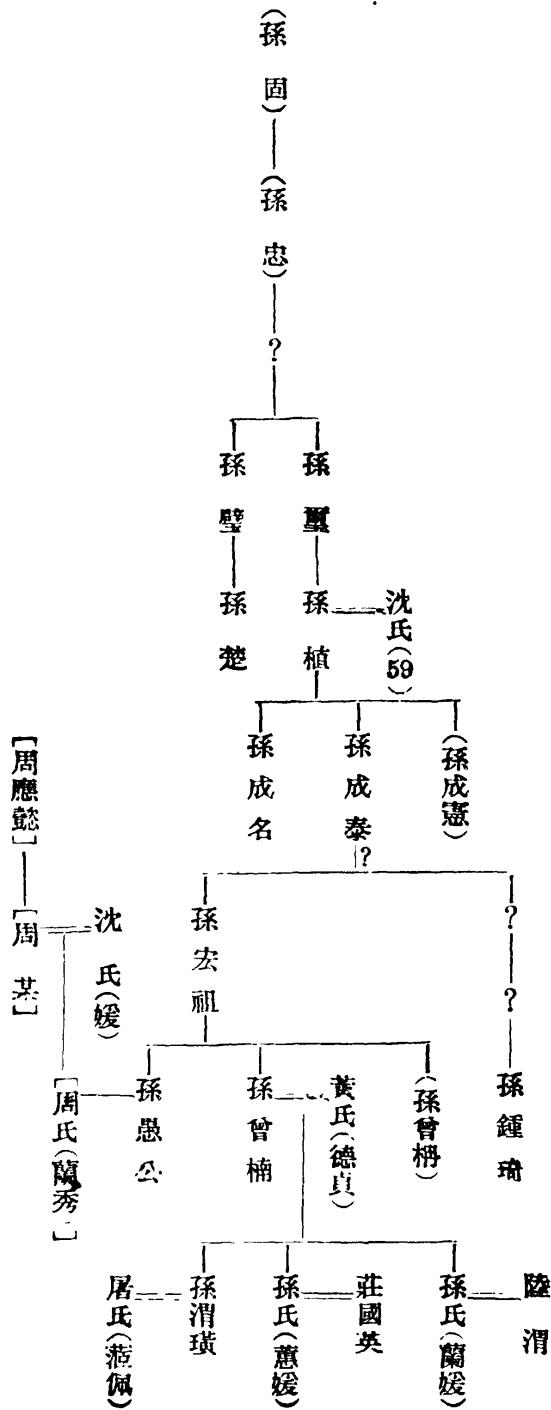 (孫固)
(孫忠)
?
孫璽
孫璧
沈氏(59)
孫植
孫楚
(孫成憲)
孫成泰
孫成名
?
?
?
孫鍾琦
孫宏祖
沈氏(媛)
[周應懿]
[周某]
(孫曾枏)
黃氏(德貞)
孫曾楠
孫愚公
[周氏(蘭秀)]
陸渭
孫氏(蘭媛)
莊國英
孫氏(蕙媛)
孫渭璜
屠氏(茝佩)